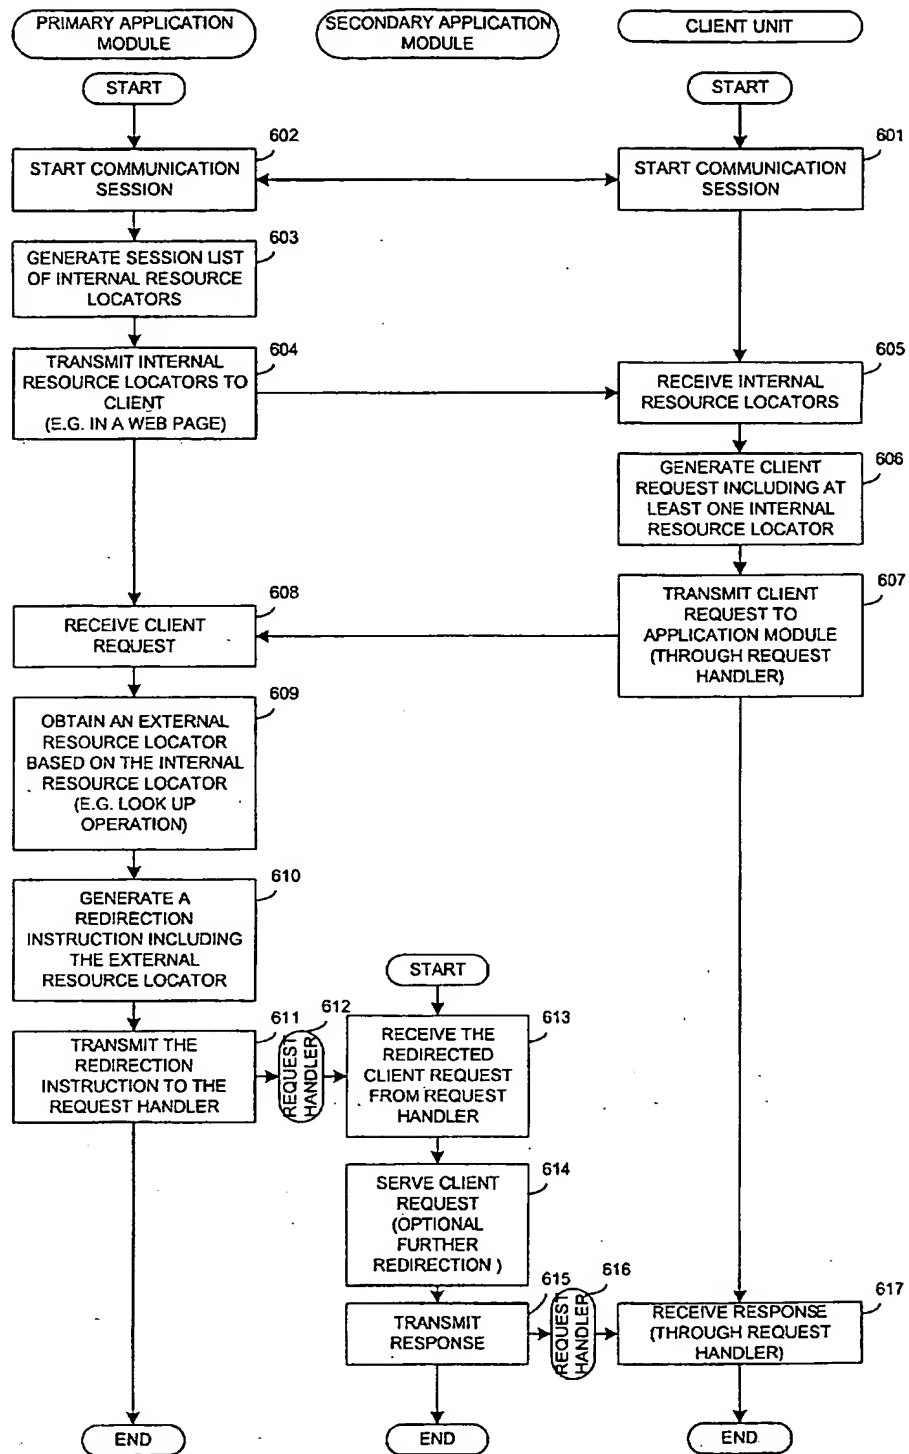 PRIMARY APPLICATION
MODULE
SECONDARY APPLICATION
MODULE
CLIENT UNIT
START
START
602
START COMMUNICATION
SESSION
601
START COMMUNICATION
SESSION
603
GENERATE SESSION LIST
OF INTERNAL RESOURCE
LOCATORS
604
TRANSMIT INTERNAL
RESOURCE LOCATORS TO
CLIENT
(E.G. IN A WEB PAGE)
605
RECEIVE INTERNAL
RESOURCE LOCATORS
606
GENERATE CLIENT
REQUEST INCLUDING AT
LEAST ONE INTERNAL
RESOURCE LOCATOR
607
TRANSMIT CLIENT
REQUEST TO
APPLICATION MODULE
(THROUGH REQUEST
HANDLER)
608
RECEIVE CLIENT
REQUEST
609
OBTAIN AN EXTERNAL
RESOURCE LOCATOR
BASED ON THE INTERNAL
RESOURCE LOCATOR
(E.G. LOOK UP
OPERATION)
610
GENERATE A
REDIRECTION
INSTRUCTION INCLUDING
THE EXTERNAL
RESOURCE LOCATOR
START
611
TRANSMIT THE
REDIRECTION
INSTRUCTION TO THE
REQUEST HANDLER
612
REQUEST
HANDLER
613
RECEIVE THE
REDIRECTED
CLIENT REQUEST
FROM REQUEST
HANDLER
614
SERVE CLIENT
REQUEST
(OPTIONAL
FURTHER
REDIRECTION )
615
TRANSMIT
RESPONSE
616
REQUEST
HANDLER
617
RECEIVE RESPONSE
(THROUGH REQUEST
HANDLER)
END
END
END